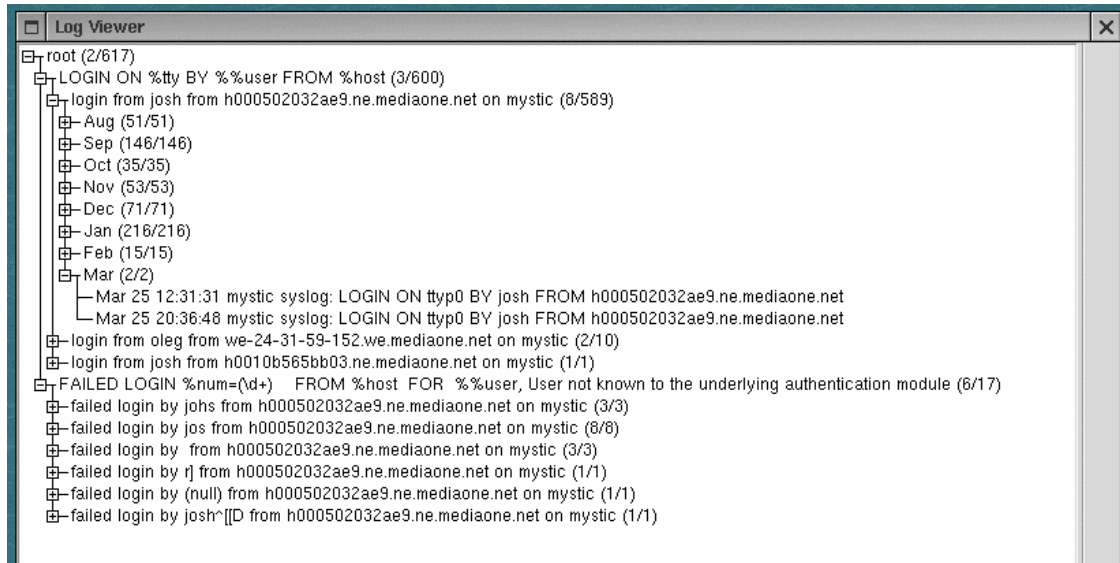 Log Viewer
root (2/617)
LOGIN ON %tty BY %%user FROM %host (3/600)
login from josh from h000502032ae9.ne.mediaone.net on mystic (8/589)
Aug (51/51)
Sep (146/146)
Oct (35/35)
Nov (53/53)
Dec (71/71)
Jan (216/216)
Feb (15/15)
Mar (2/2)
Mar 25 12:31:31 mystic syslog: LOGIN ON ttyp0 BY josh FROM h000502032ae9.ne.mediaone.net
Mar 25 20:36:48 mystic syslog: LOGIN ON ttyp0 BY josh FROM h000502032ae9.ne.mediaone.net
login from oleg from we-24-31-59-152.we.mediaone.net on mystic (2/10)
login from josh from h0010b565bb03.ne.mediaone.net on mystic (1/1)
FAILED LOGIN %num=(\d+) FROM %host FOR %%user, User not known to the underlying authentication module (6/17)
failed login by johs from h000502032ae9.ne.mediaone.net on mystic (3/3)
failed login by jos from h000502032ae9.ne.mediaone.net on mystic (8/8)
failed login by from h000502032ae9.ne.mediaone.net on mystic (3/3)
failed login by r] from h000502032ae9.ne.mediaone.net on mystic (1/1)
failed login by (null) from h000502032ae9.ne.mediaone.net on mystic (1/1)
failed login by josh^[[D from h000502032ae9.ne.mediaone.net on mystic (1/1)